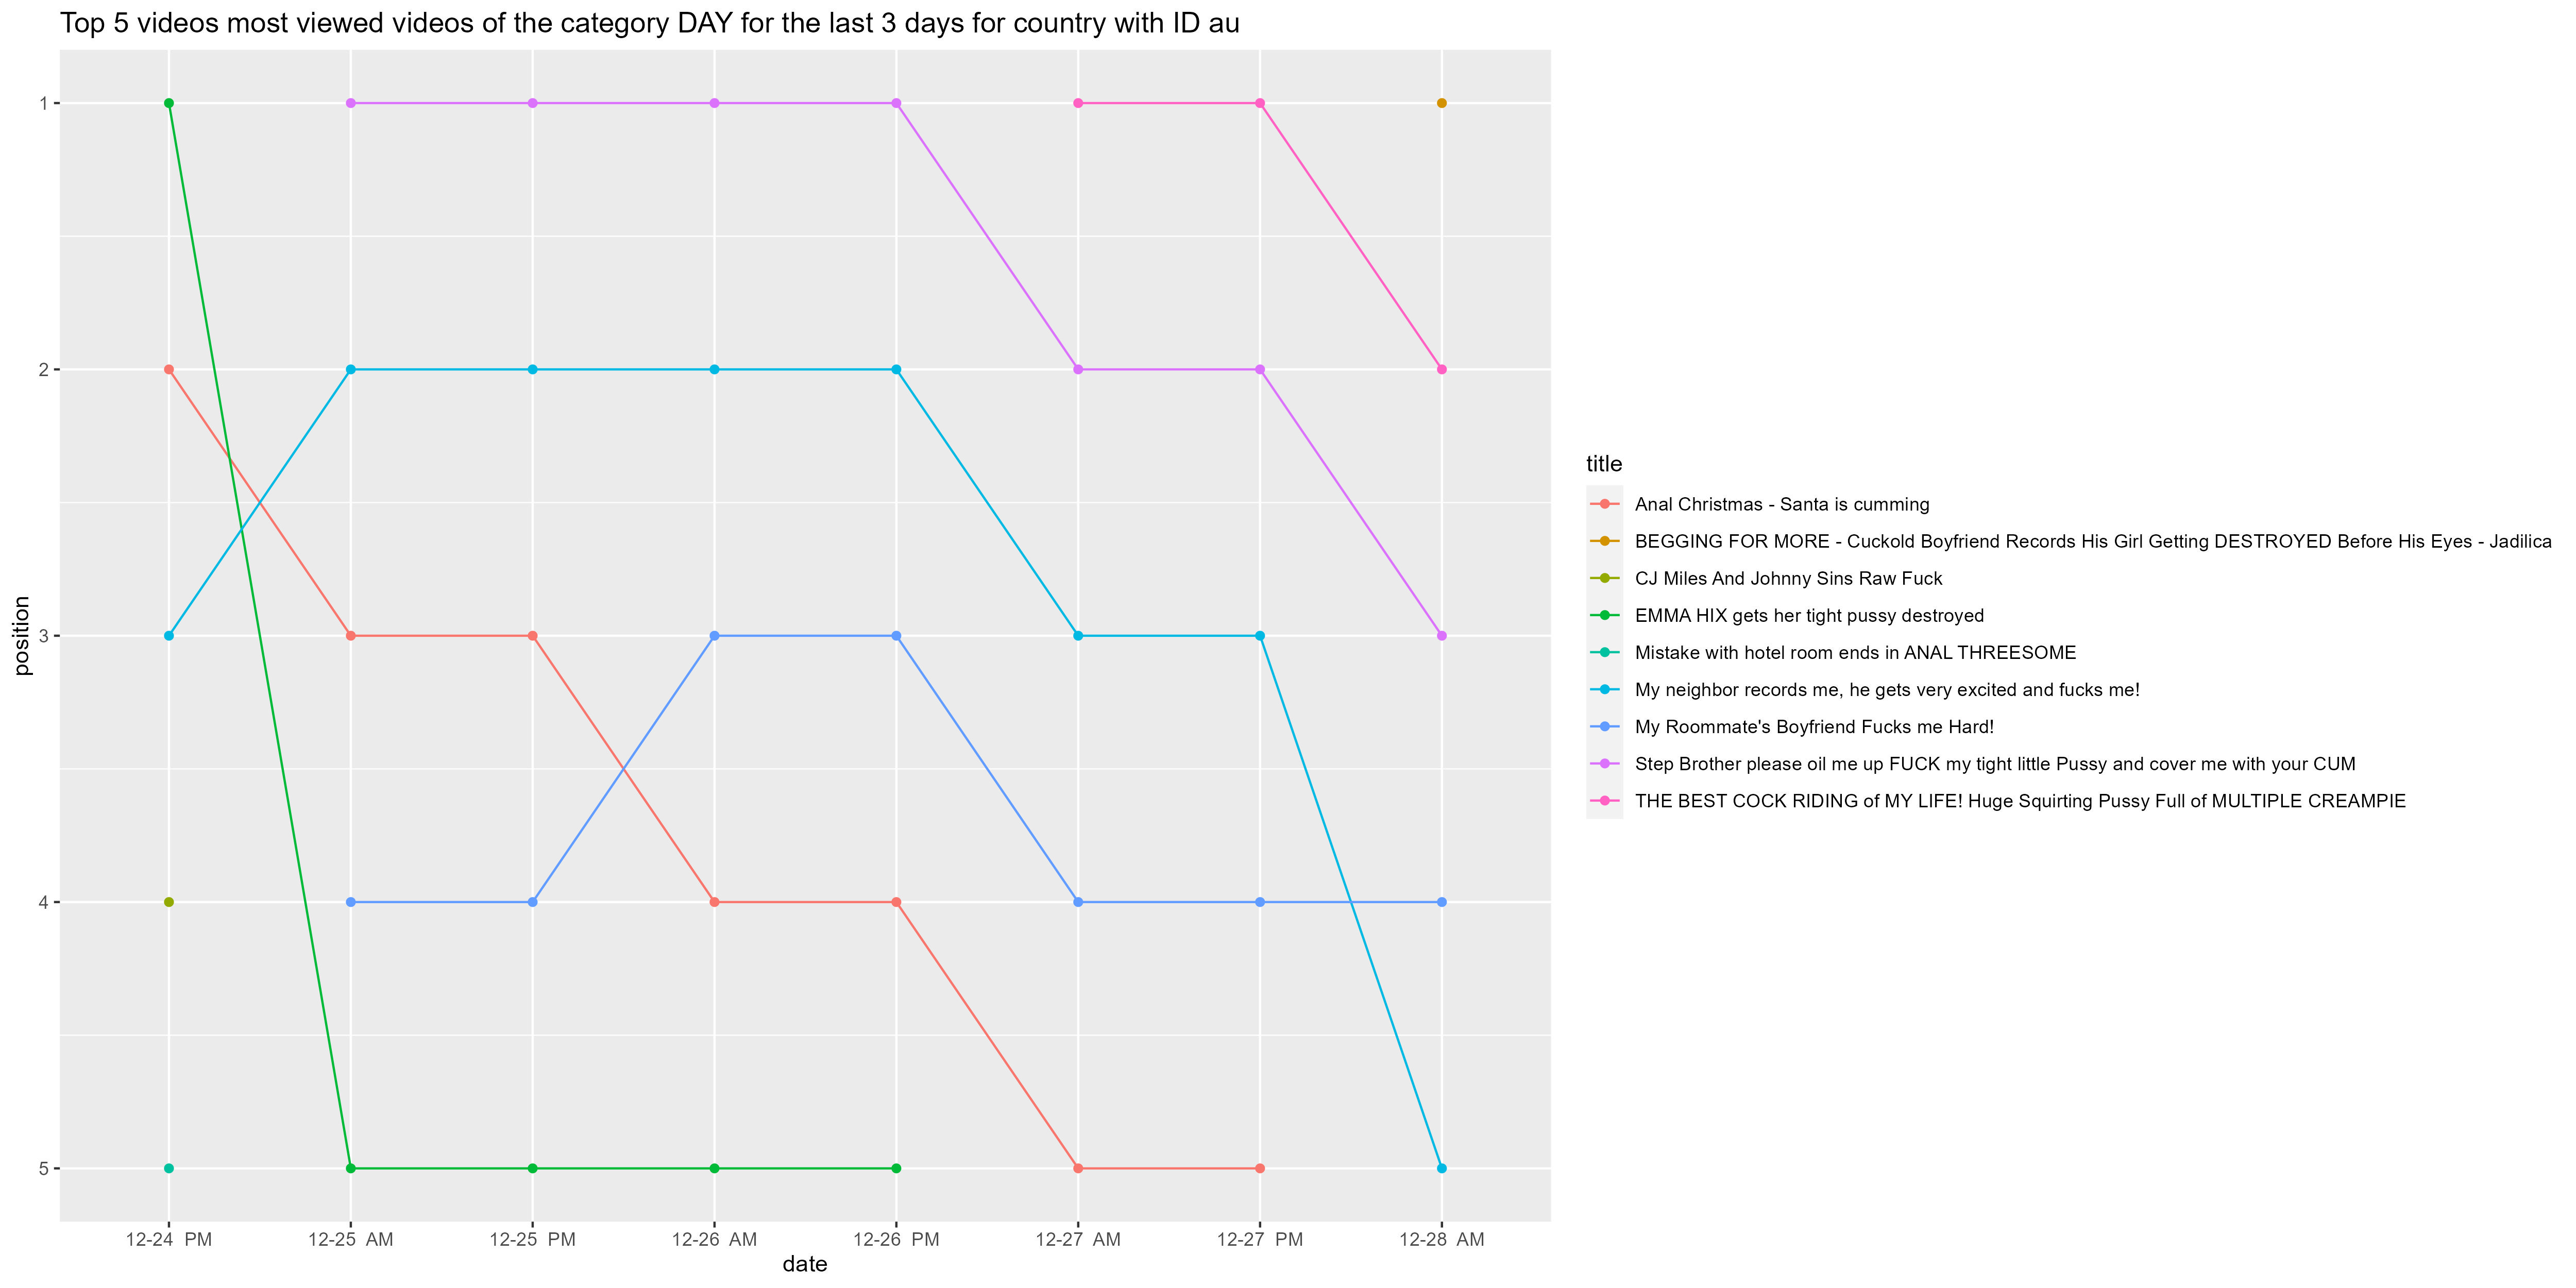 Top 5 videos most viewed videos of the category DAY for the last 3 days for country with ID au
position
1
2
3
4
5
12-24 PM
12-25 AM
12-25 PM
12-26 AM
12-26 PM
12-27 AM
12-27 PM
12-28 AM
date
title
Anal Christmas - Santa is cumming
BEGGING FOR MORE - Cuckold Boyfriend Records His Girl Getting DESTROYED Before His Eyes - Jadilica
CJ Miles And Johnny Sins Raw Fuck
EMMA HIX gets her tight pussy destroyed
Mistake with hotel room ends in ANAL THREESOME
My neighbor records me, he gets very excited and fucks me!
My Roommate's Boyfriend Fucks me Hard!
Step Brother please oil me up FUCK my tight little Pussy and cover me with your CUM
THE BEST COCK RIDING of MY LIFE! Huge Squirting Pussy Full of MULTIPLE CREAMPIE